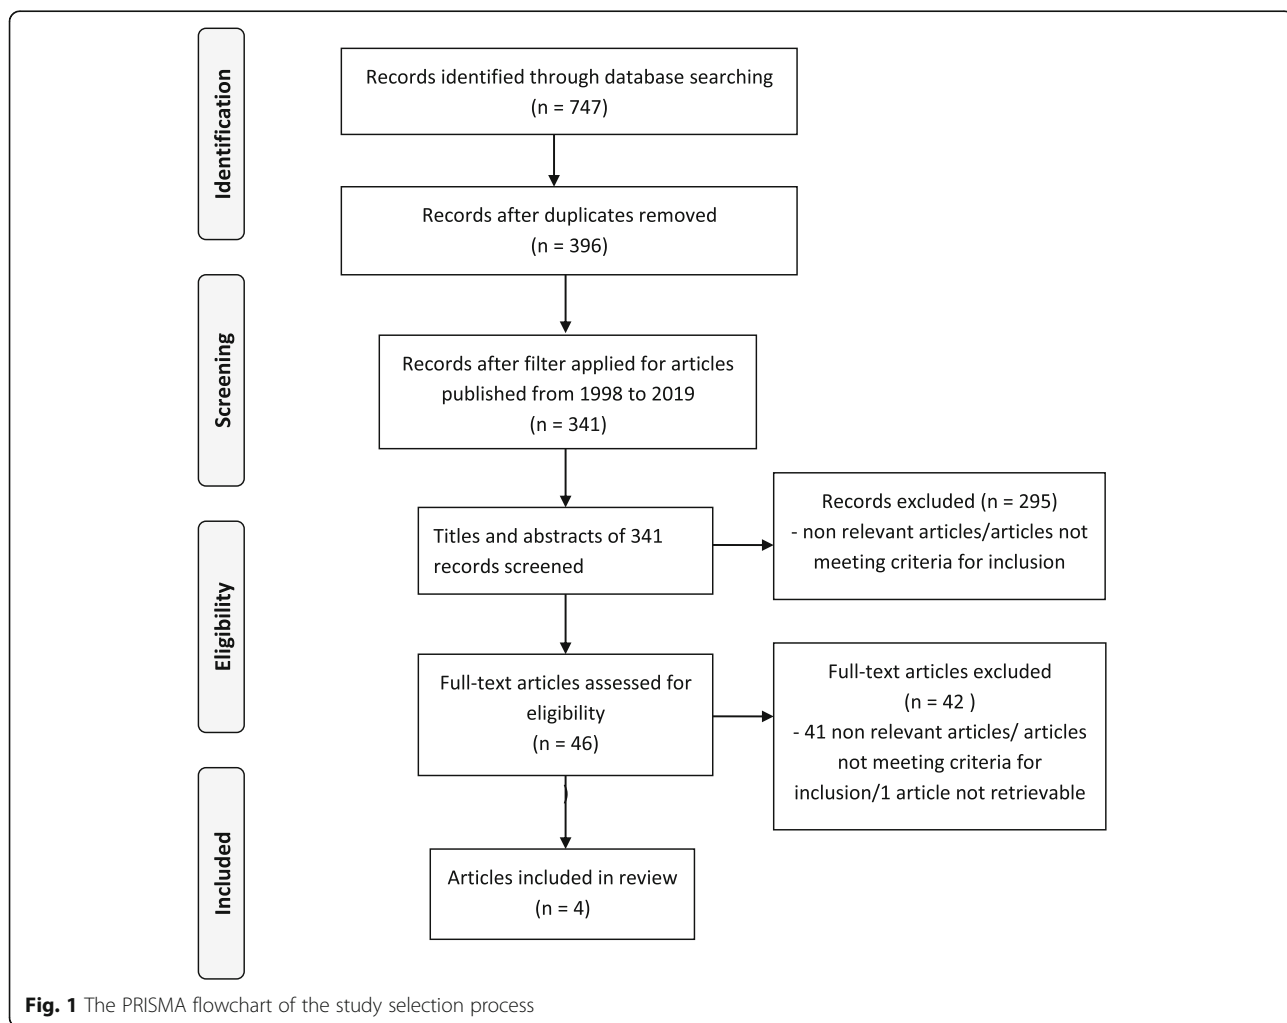 Identification
Records identified through database searching
(n = 747)
Records after duplicates removed
(n = 396)
Screening
Records after filter applied for articles
published from 1998 to 2019
(n = 341)
Eligibility
Titles and abstracts of 341
records screened
Records excluded (n = 295)
- non relevant articles/articles not
meeting criteria for inclusion
Full-text articles assessed for
eligibility
(n = 46)
)
Full-text articles excluded
(n = 42 )
- 41 non relevant articles/ articles
not meeting criteria for
inclusion/1 article not retrievable
Included
Articles included in review
(n = 4)
Fig. 1 The PRISMA flowchart of the study selection process